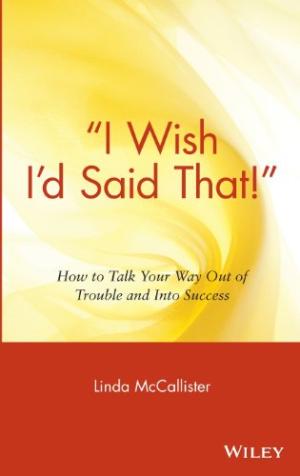 “I Wish
I’d Said That!”
How to Talk Your Way Out of
Trouble and Into Success
Linda McCallister
WILEY